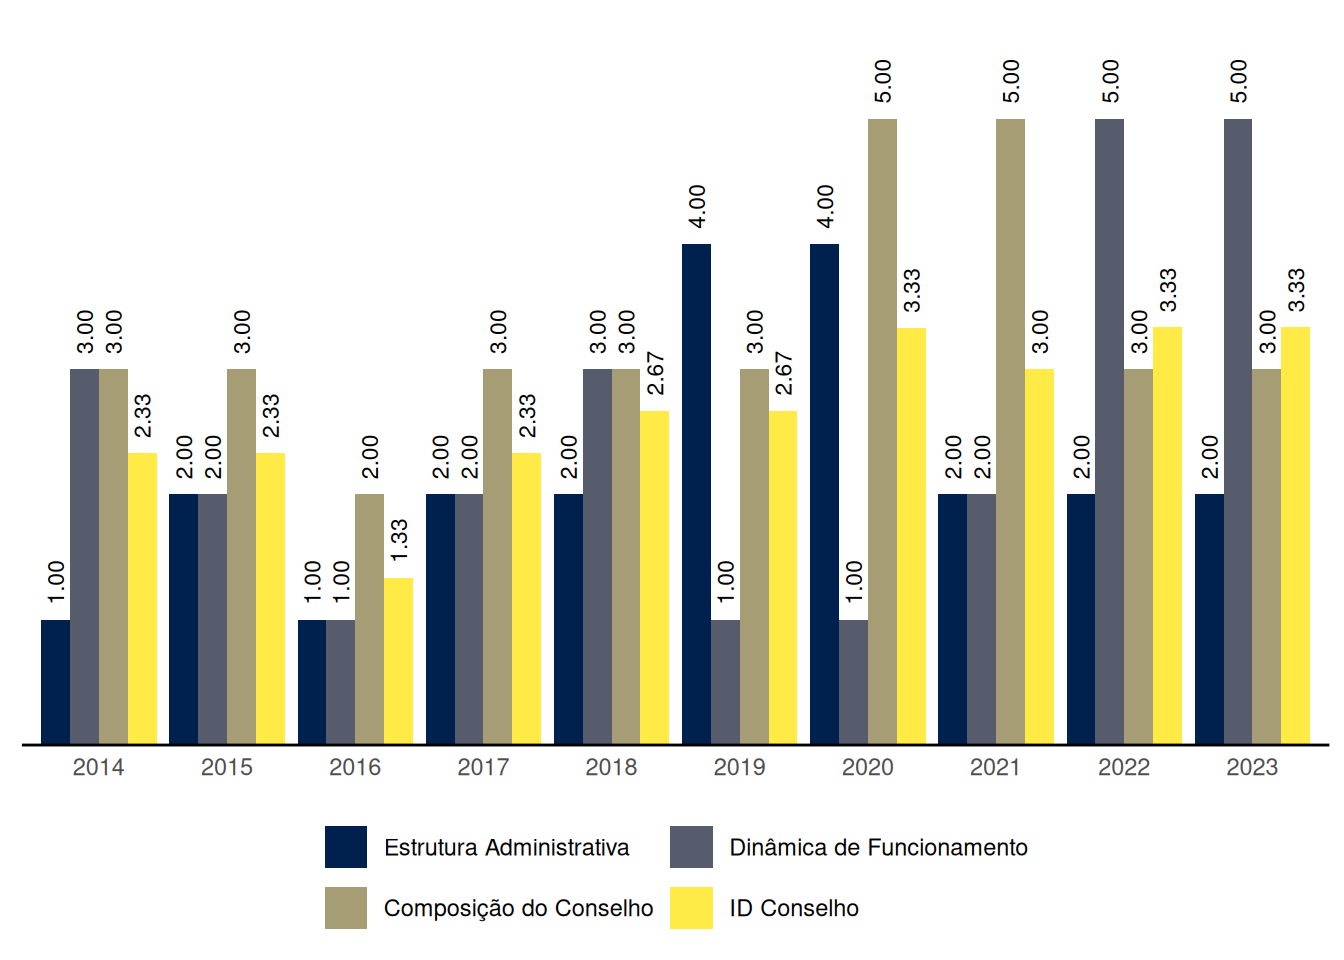 1.00 3.00 3.00 2.33 2.00 2.00 3.00 2.33 1.00 1.00 2.00 1.33 2.00 2.00 3.00 2.33 2.00 3.00 3.00 2.67 4.00 1.00 3.00 2.67 4.00 1.00 5.00 3.33 2.00 2.00 5.00 3.00 2.00 5.00 3.00 3.33 2.00 5.00 3.00 3.33
2014 2015 2016 2017 2018 2019 2020 2021 2022 2023
Estrutura Administrativa Dinâmica de Funcionamento
Composição do Conselho ID Conselho